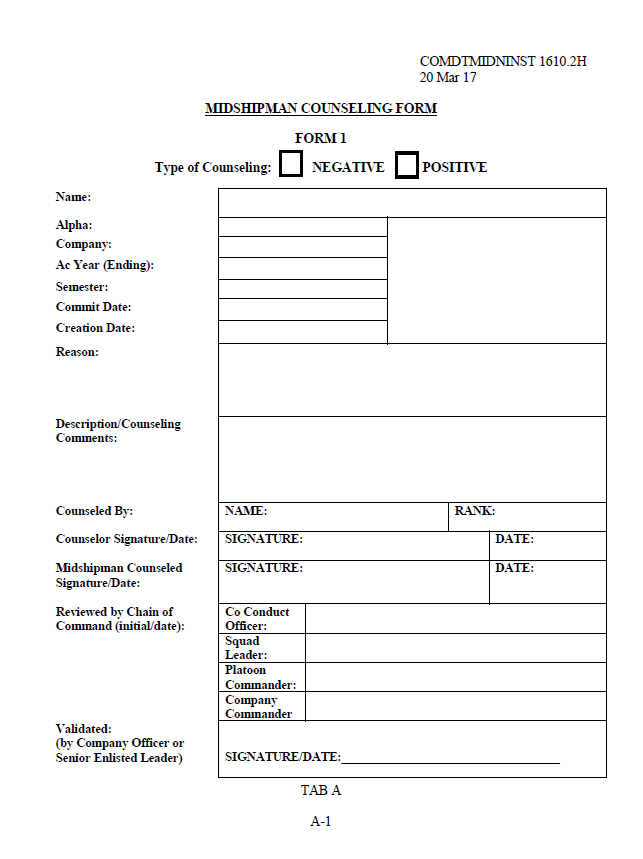 COMDTMIDNINST 1610.2H
20 Mar 17
MIDSHIPMAN COUNSELING FORM
FORM 1
Type of Counseling: NEGATIVE POSITIVE
Name:
Alpha:
Company:
Ac Year (Ending):
Semester:
Commit Date:
Creation Date:
Reason:
Description/Counseling
Comments:
Counseled By: NAME: RANK:
Counselor Signature/Date: SIGNATURE: DATE:
Midshipman Counseled SIGNATURE: DATE:
Signature/Date:
Reviewed by Chain of Co Conduct
Command (initial/date): Officer:
Squad
Leader:
Platoon
Commander:
Company
Commander
Validated:
(by Company Officer or
Senior Enlisted Leader) SIGNATURE/DATE:
TAB A
A-1